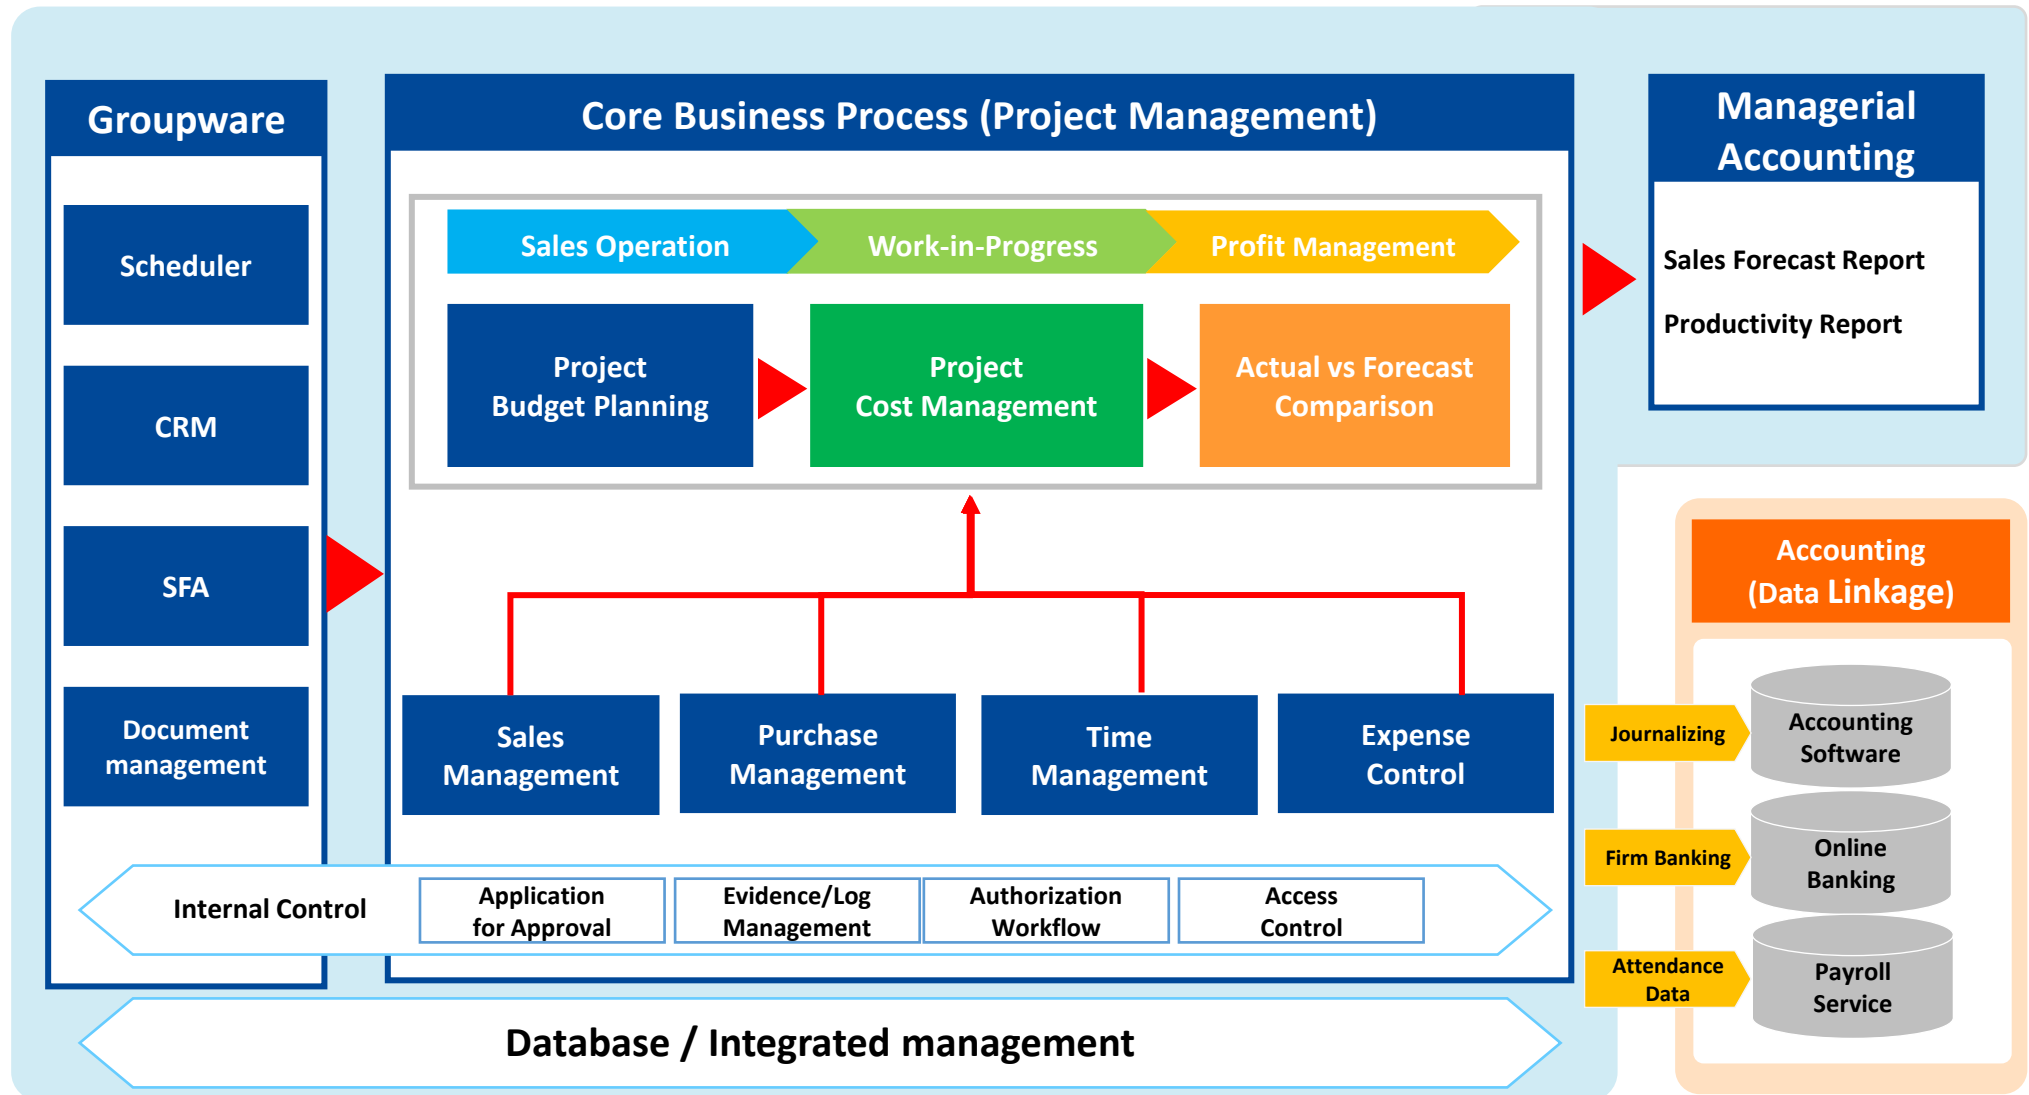 Groupware
Scheduler
CRM
SFA
Document
management
Core Business Process (Project Management)
Sales Operation
Work-in-Progress
Profit Management
Project
Budget Planning
Project
Cost Management
Actual vs Forecast
Comparison
Sales
Management
Purchase
Management
Time
Management
Expense
Control
Internal Control
Application
for Approval
Evidence/Log
Management
Authorization
Workflow
Access
Control
Database / Integrated management
Managerial
Accounting
Sales Forecast Report
Productivity Report
Accounting
(Data Linkage)
Journalizing
Accounting
Software
Firm Banking
Online
Banking
Attendance
Data
Payroll
Service